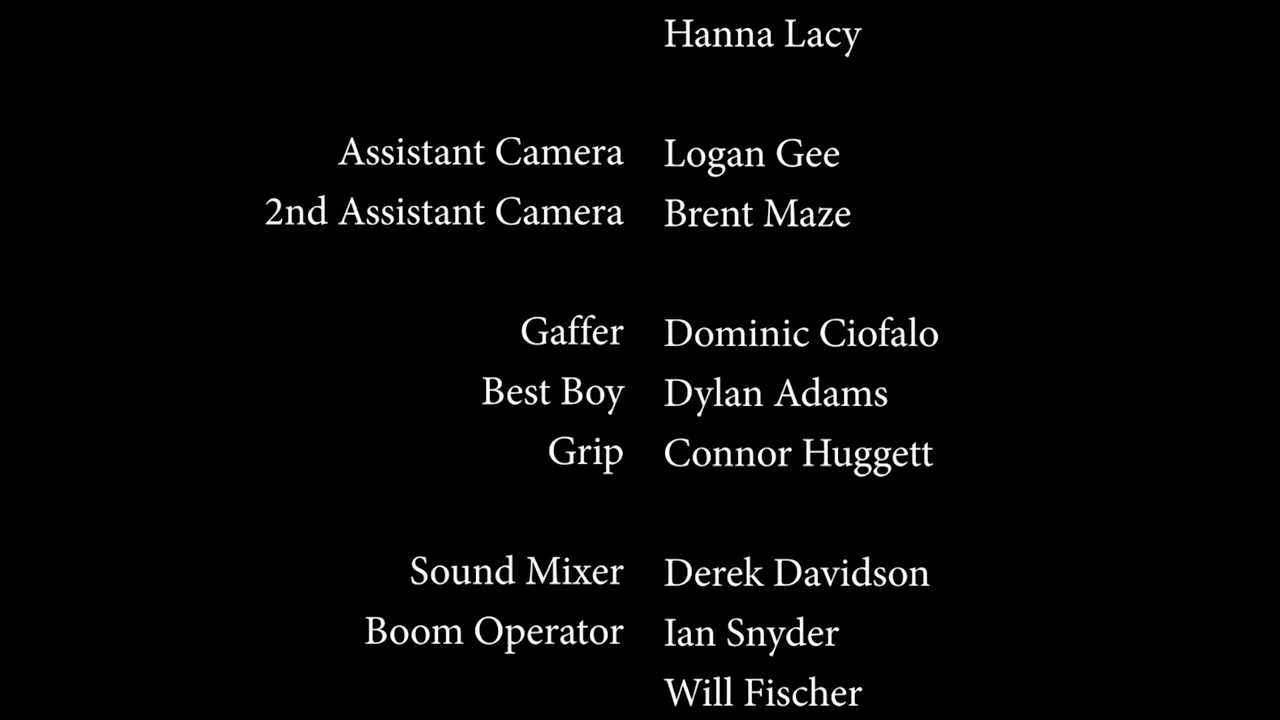 Hanna Lacy
Assistant Camera Logan Gee
2nd Assistant Camera Brent Maze
Gaffer Dominic Ciofalo
Best Boy Dylan Adams
Grip Connor Huggett
Sound Mixer Derek Davidson
Boom Operator Ian Snyder
Will Fischer